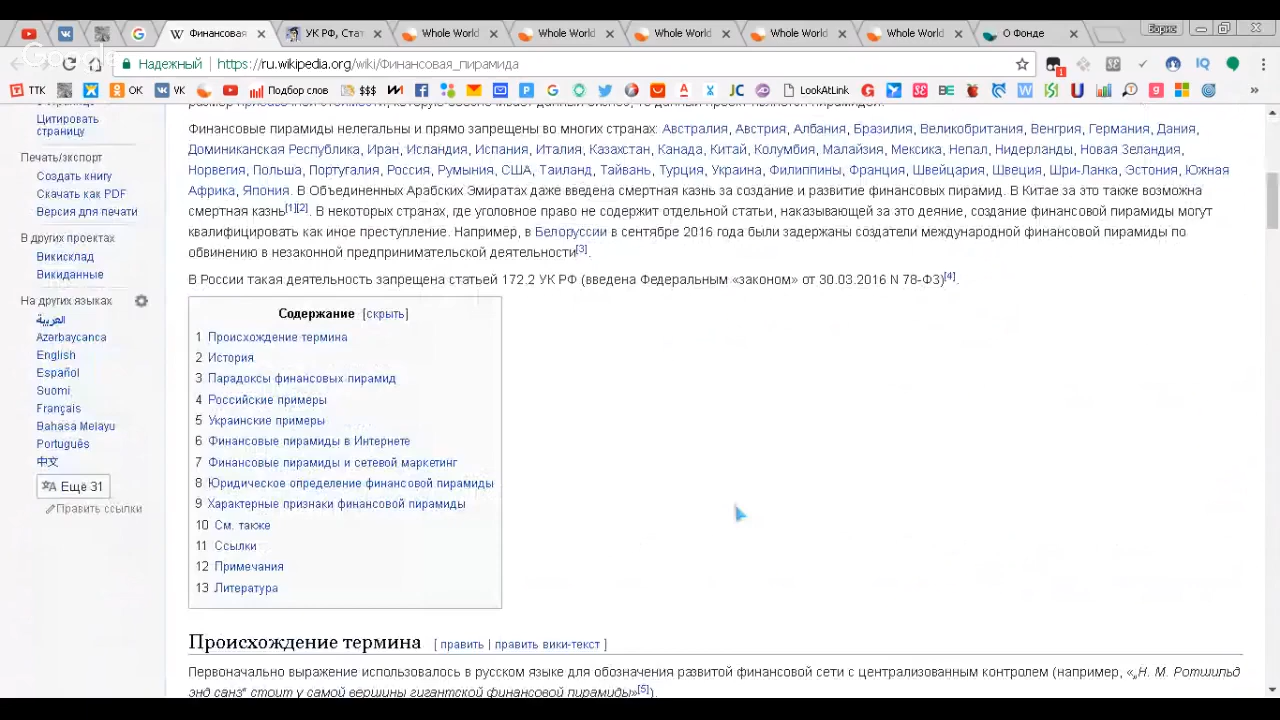 Финансовая
УК РФ, Стат
Whole World
Whole World
Whole World
Whole World
Whole World
О Фонде
Борис
Google
Надежный
https://ru.wikipedia.org/wiki/Финансовая_пирамида
ТТК
ОК
VK
Подбор слов
$$$
LookAtLink
Цитировать
страницу
Печать/экспорт
Создать книгу
Скачать как PDF
Версия для печати
В других проектах
Викисклад
Викиданные
На других языках
العربية
Azərbaycanca
English
Español
Suomi
Français
Bahasa Melayu
Português
中文
Ещё 31
Править ссылки
Финансовые пирамиды нелегальны и прямо запрещены во многих странах: Австралия, Австрия, Албания, Бразилия, Великобритания, Венгрия, Германия, Дания,
Доминиканская Республика, Иран, Исландия, Испания, Италия, Казахстан, Канада, Китай, Колумбия, Малайзия, Мексика, Непал, Нидерланды, Новая Зеландия,
Норвегия, Польша, Португалия, Россия, Румыния, США, Таиланд, Тайвань, Турция, Украина, Филиппины, Франция, Швейцария, Швеция, Шри-Ланка, Эстония, Южная
Африка, Япония. В Объединенных Арабских Эмиратах даже введена смертная казнь за создание и развитие финансовых пирамид. В Китае за это также возможна
смертная казнь[1][2]. В некоторых странах, где уголовное право не содержит отдельной статьи, наказывающей за это деяние, создание финансовой пирамиды могут
квалифицировать как иное преступление. Например, в Белоруссии в сентябре 2016 года были задержаны создатели международной финансовой пирамиды по
обвинению в незаконной предпринимательской деятельности[3].
В России такая деятельность запрещена статьей 172.2 УК РФ (введена Федеральным «законом» от 30.03.2016 N 78-ФЗ)[4].
Содержание [скрыть]
1 Происхождение термина
2 История
3 Парадоксы финансовых пирамид
4 Российские примеры
5 Украинские примеры
6 Финансовые пирамиды в Интернете
7 Финансовые пирамиды и сетевой маркетинг
8 Юридическое определение финансовой пирамиды
9 Характерные признаки финансовой пирамиды
10 См. также
11 Ссылки
12 Примечания
13 Литература
Происхождение термина [ править | править вики-текст ]
Первоначально выражение использовалось в русском языке для обозначения развитой финансовой сети с централизованным контролем (например, «„Н. М. Ротшильд
энд санз“ стоит у самой вершины гигантской финансовой пирамиды»[5]).